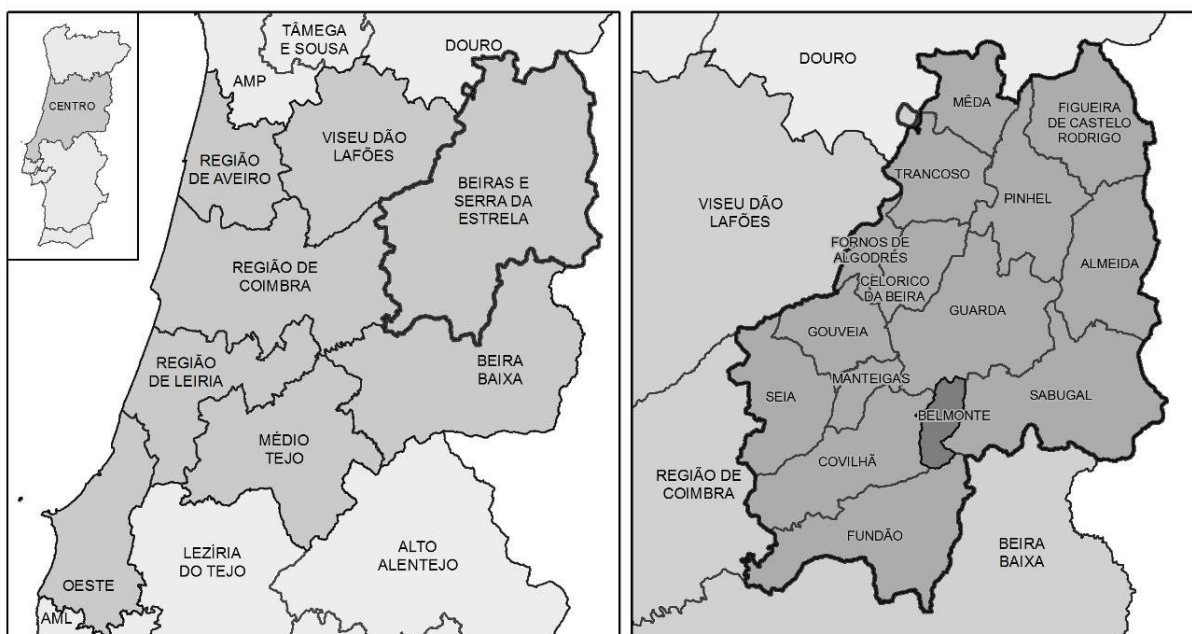 CENTRO
TÂMEGA
E SOUSA
DOURO
AMP
VISEU DÃO
LAFÕES
REGIÃO
DE AVEIRO
BEIRAS E
SERRA DA
ESTRELA
REGIÃO DE
COIMBRA
REGIÃO
DE LEIRIA
BEIRA
BAIXA
MÉDIO
TEJO
LEZÍRIA
DO TEJO
ALTO
ALENTEJO
OESTE
AML
DOURO
MÊDA
FIGUEIRA
DE CASTELO
RODRIGO
TRANCOSO
PINHEL
VISEU DÃO
LAFÕES
FORNOS DE
ALGODRES
ALMEIDA
CELORICO
DA BEIRA
GUARDA
GOUVEIA
MANTEIGAS
SEIA
SABUGAL
BELMONTE
COVILHÃ
REGIÃO DE
COIMBRA
FUNDÃO
BEIRA
BAIXA